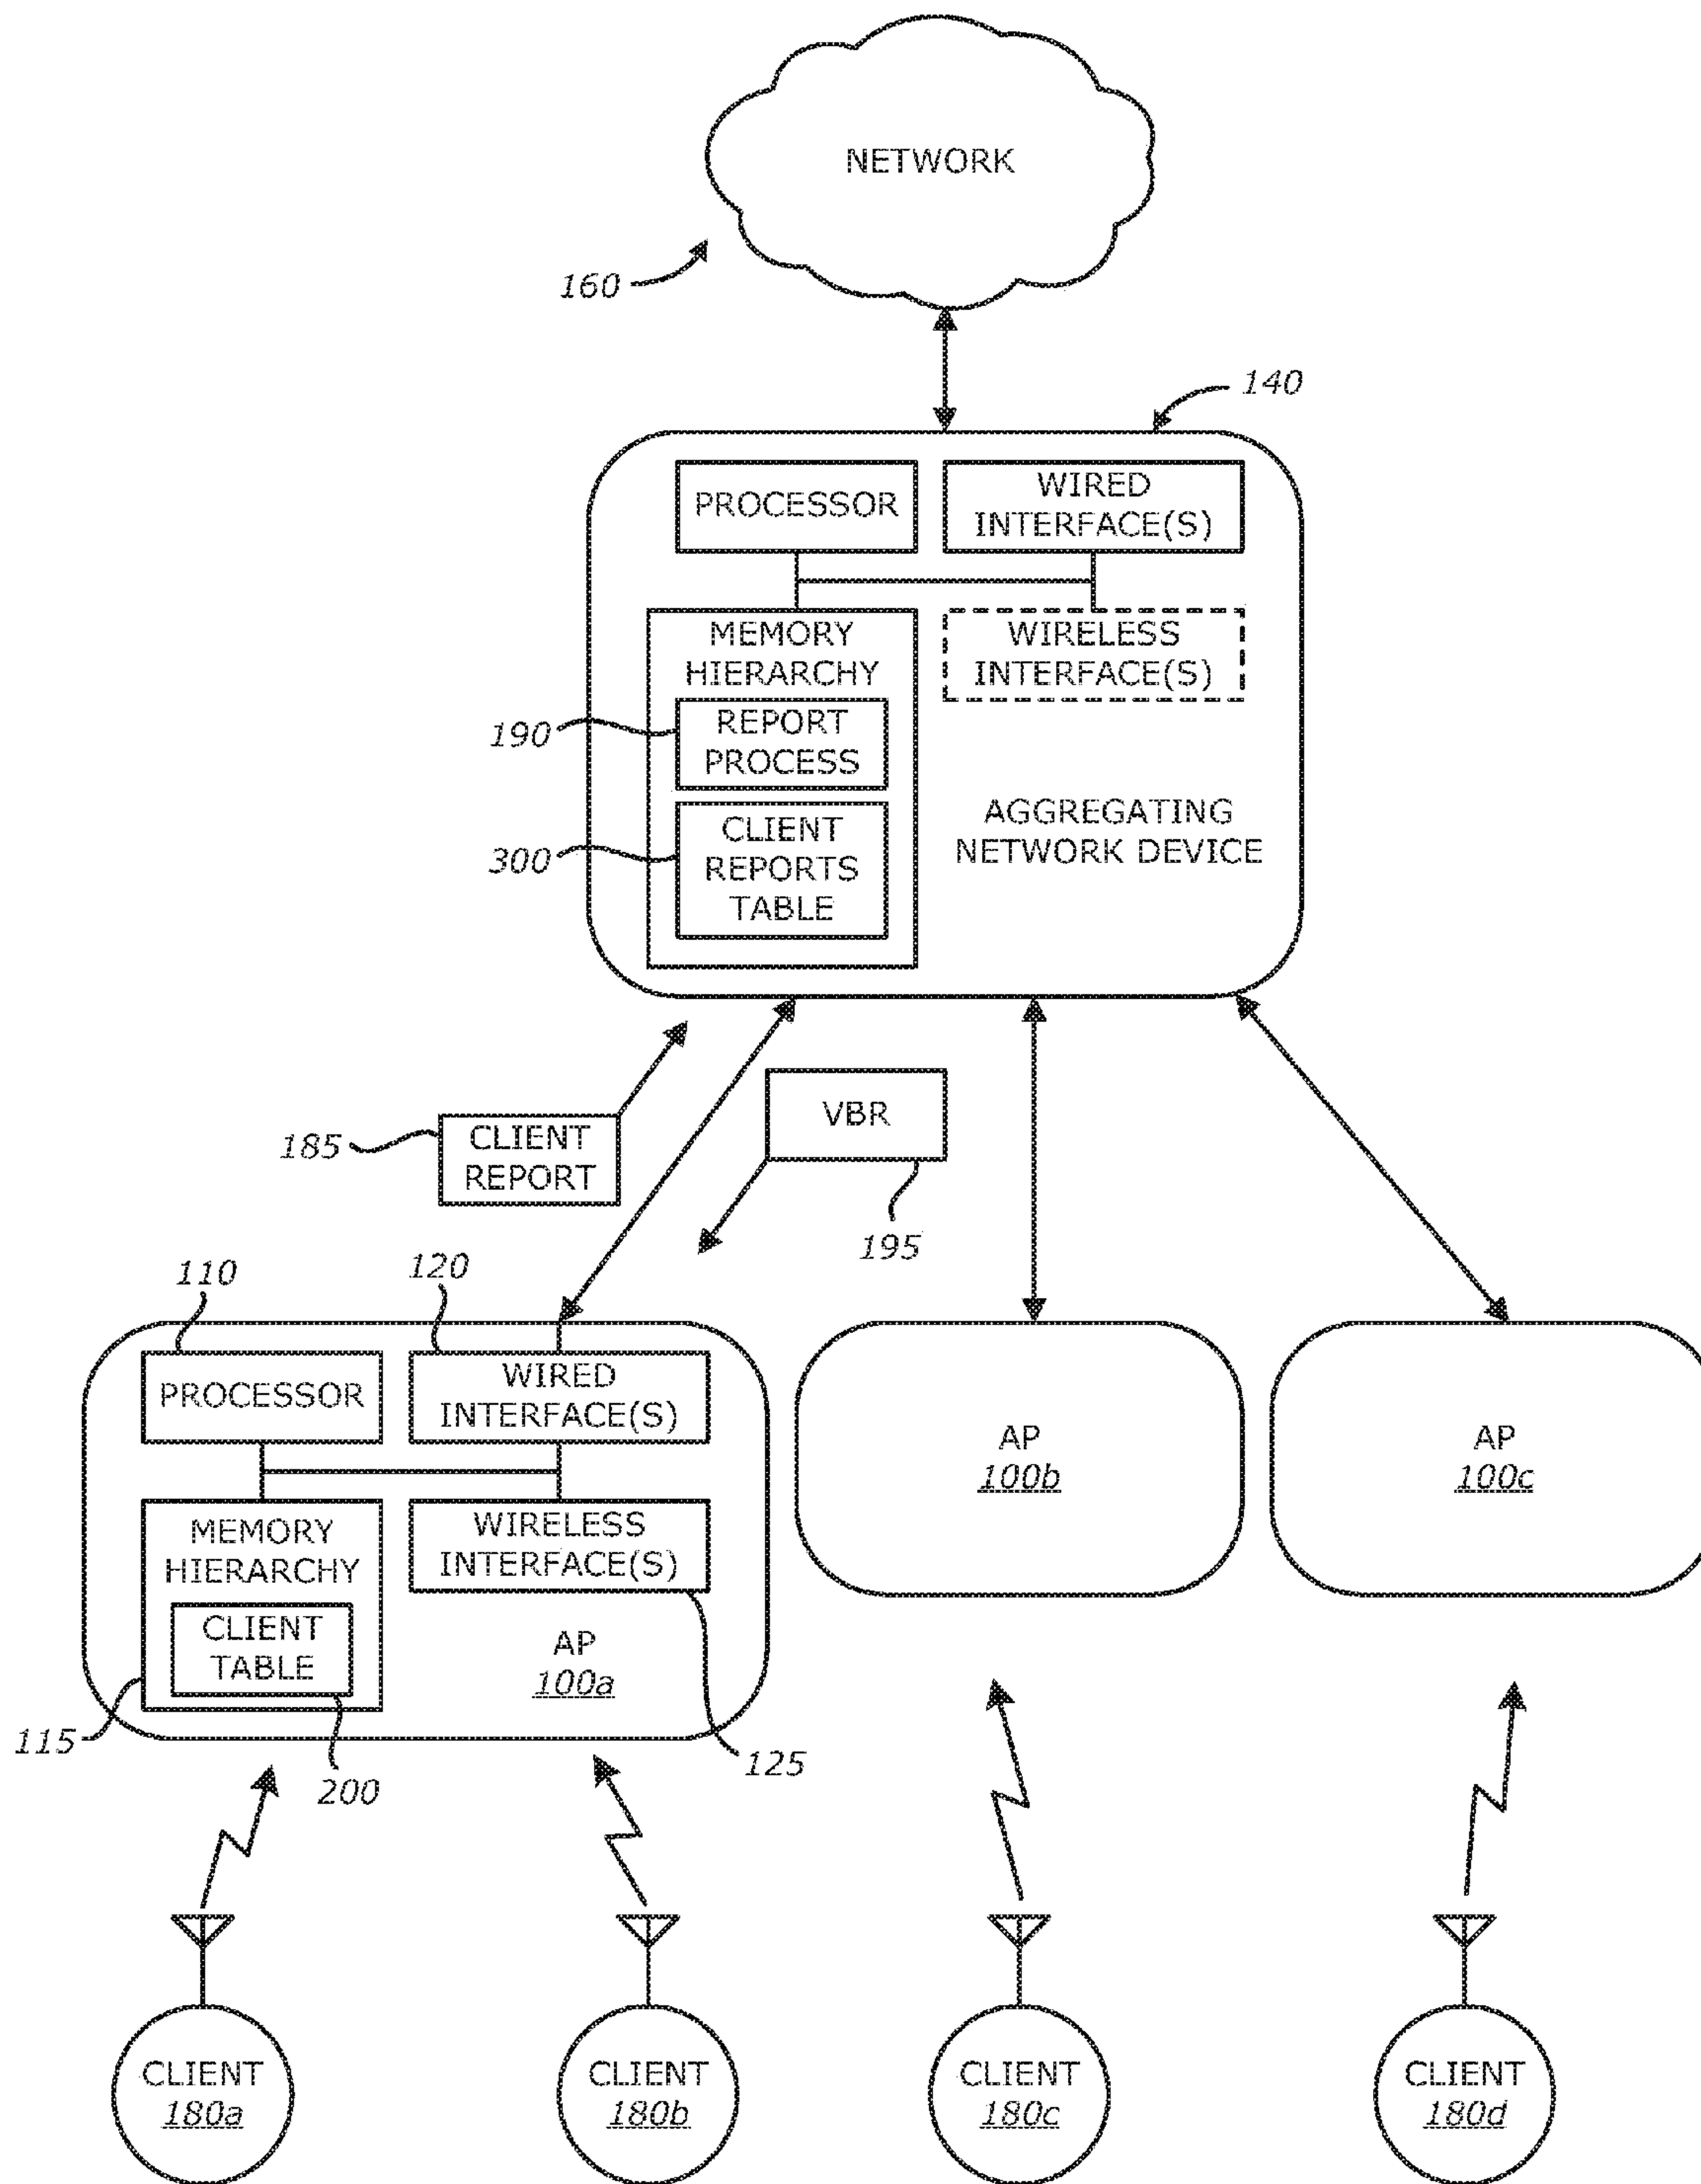 NETWORK
160
140
PROCESSOR
WIRED
INTERFACE(S)
MEMORY
HIERARCHY
WIRELESS
INTERFACE(S)
190
REPORT
PROCESS
300
CLIENT
REPORTS
TABLE
AGGREGATING
NETWORK DEVICE
185
CLIENT
REPORT
VBR
195
110
120
PROCESSOR
WIRED
INTERFACE(S)
MEMORY
HIERARCHY
WIRELESS
INTERFACE(S)
CLIENT
TABLE
AP
100a
115
200
125
AP
100b
AP
100c
CLIENT
180a
CLIENT
180b
CLIENT
180c
CLIENT
180d